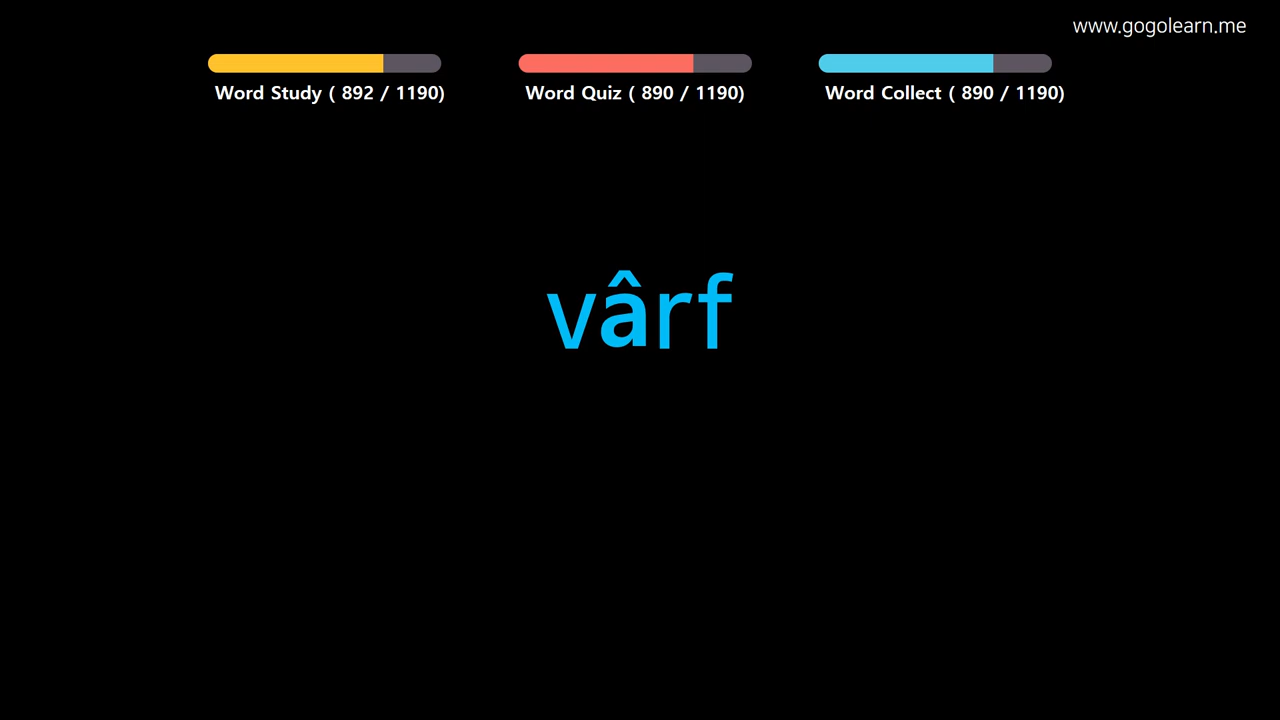 www.gogolearn.me
Word Study ( 892 / 1190)
Word Quiz ( 890 / 1190)
Word Collect ( 890 / 1190)
vârf